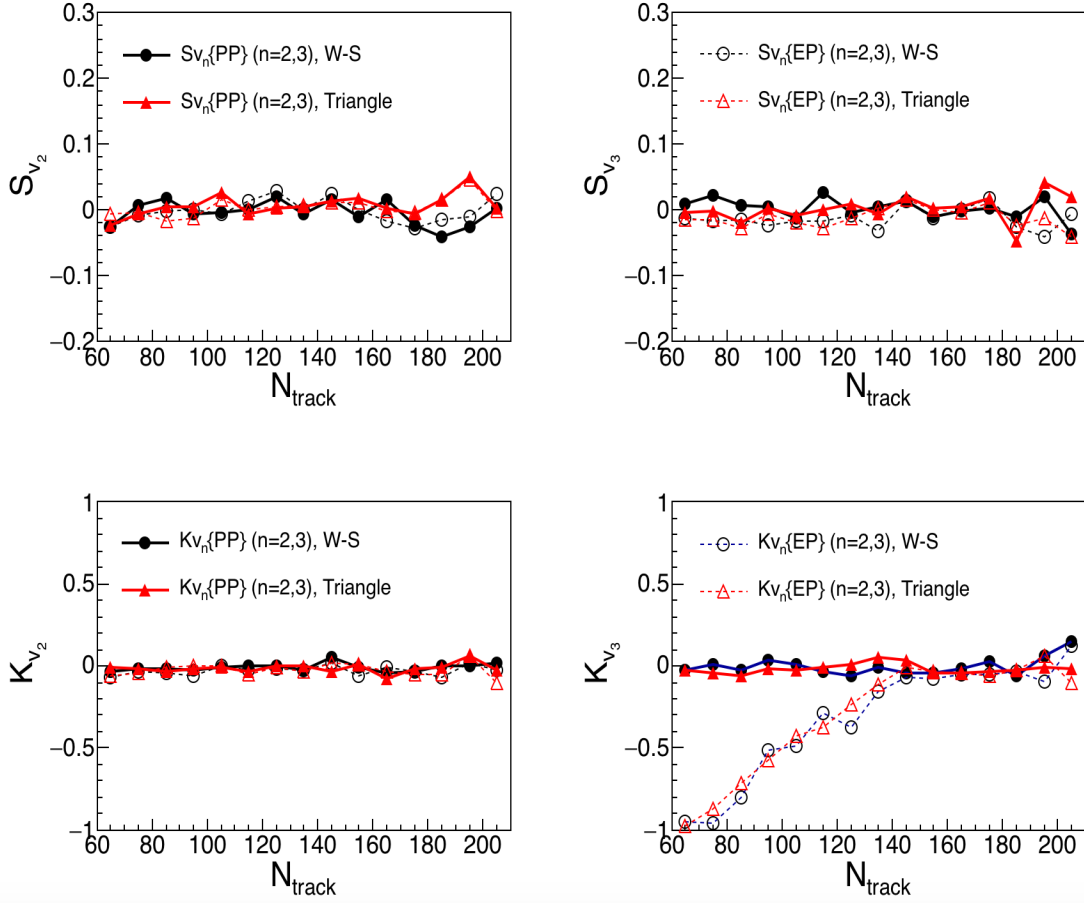 0.3
0.2
0.1
0
−0.1
−0.2
Sv2
Svn{PP} (n=2,3), W-S
Svn{PP} (n=2,3), Triangle
60 80 100 120 140 160 180 200
Ntrack
0.3
0.2
0.1
0
−0.1
−0.2
Sv3
Svn{EP} (n=2,3), W-S
Svn{EP} (n=2,3), Triangle
60 80 100 120 140 160 180 200
Ntrack
1
0.5
0
−0.5
−1
Kv2
Kvn{PP} (n=2,3), W-S
Kvn{PP} (n=2,3), Triangle
60 80 100 120 140 160 180 200
Ntrack
1
0.5
0
−0.5
−1
Kv3
Kvn{EP} (n=2,3), W-S
Kvn{EP} (n=2,3), Triangle
60 80 100 120 140 160 180 200
Ntrack